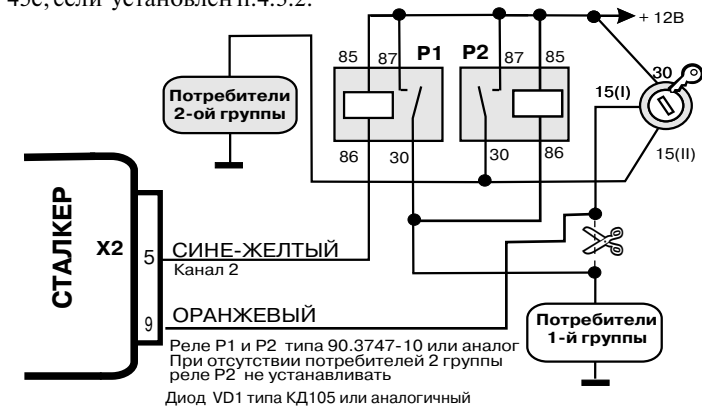 45с, если установлен п.4.5.2.
+ 12В
85 87 Р1 Р2 87 85
30
Потребители
2-ой группы
15(I)
86 30 30 86
15(II)
СТАЛКЕР
Х2
5 СИНЕ-ЖЕЛТЫЙ
Канал 2
9 ОРАНЖЕВЫЙ
Потребители
1-й группы
Реле Р1 и Р2 типа 90.3747-10 или аналог
При отсутствии потребителей 2 группы
реле Р2 не устанавливать
Диод VD1 типа КД105 или аналогичный